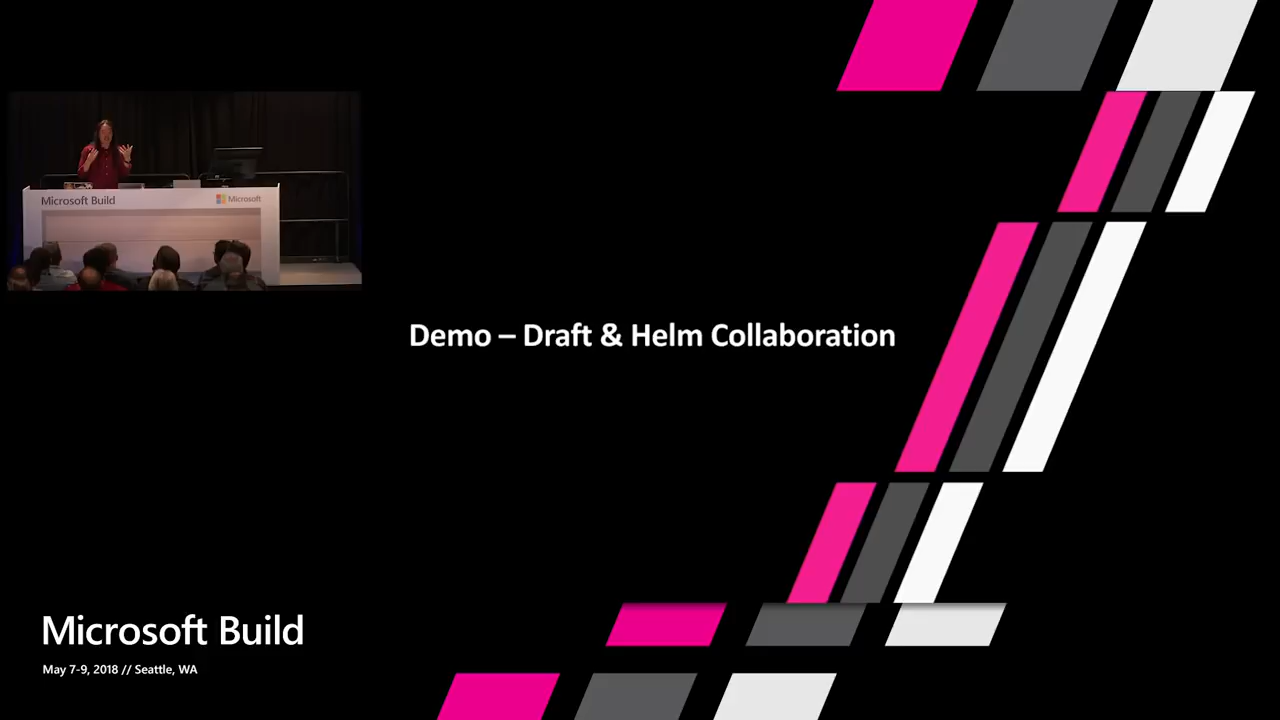 Microsoft Build
Microsoft
Demo – Draft & Helm Collaboration
Microsoft Build
May 7-9, 2018 // Seattle, WA